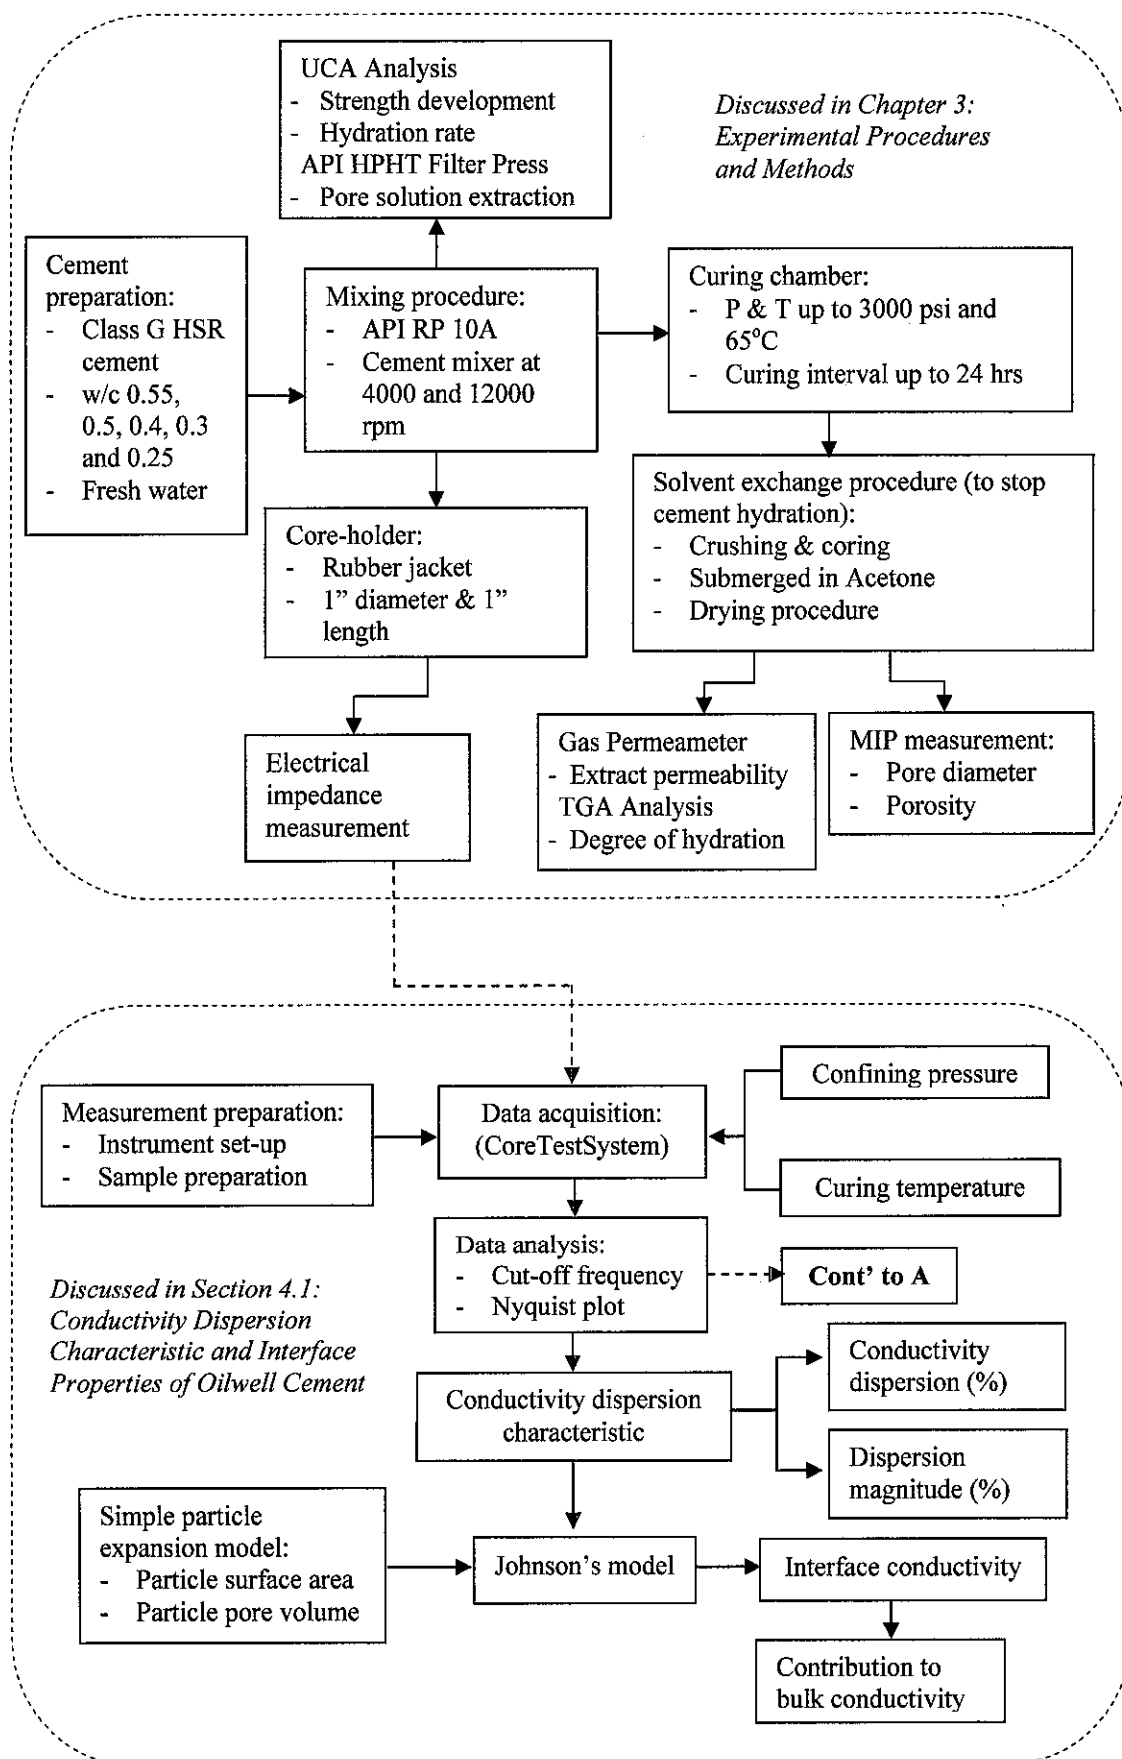 UCA Analysis
- Strength development
- Hydration rate
API HPHT Filter Press
- Pore solution extraction
Discussed in Chapter 3:
Experimental Procedures
and Methods
Cement
preparation:
- Class G HSR
cement
- w/c 0.55,
0.5, 0.4, 0.3
and 0.25
- Fresh water
Mixing procedure:
- API RP 10A
- Cement mixer at
4000 and 12000
rpm
Curing chamber:
- P & T up to 3000 psi and
65°C
- Curing interval up to 24 hrs
Core-holder:
- Rubber jacket
- 1” diameter & 1”
length
Solvent exchange procedure (to stop
cement hydration):
- Crushing & coring
- Submerged in Acetone
- Drying procedure
Electrical
impedance
measurement
Gas Permeameter
- Extract permeability
TGA Analysis
- Degree of hydration
MIP measurement:
- Pore diameter
- Porosity
Measurement preparation:
- Instrument set-up
- Sample preparation
Data acquisition:
(CoreTestSystem)
Confining pressure
Curing temperature
Data analysis:
- Cut-off frequency
- Nyquist plot
Cont’ to A
Discussed in Section 4.1:
Conductivity Dispersion
Characteristic and Interface
Properties of Oilwell Cement
Conductivity dispersion
characteristic
Conductivity
dispersion (%)
Dispersion
magnitude (%)
Simple particle
expansion model:
- Particle surface area
- Particle pore volume
Johnson’s model
Interface conductivity
Contribution to
bulk conductivity